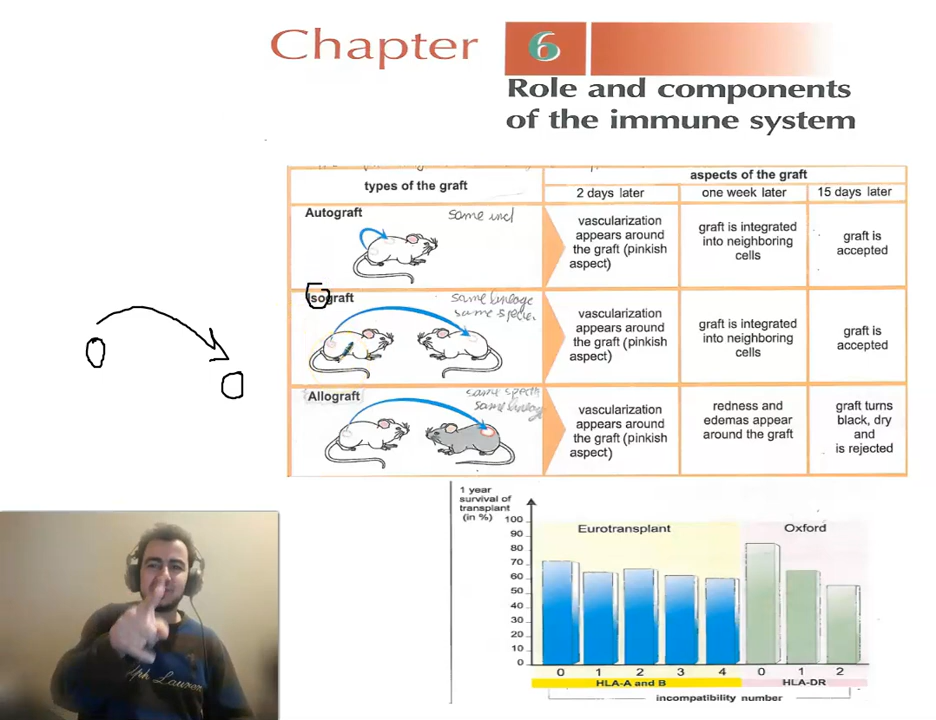 Chapter 6
Role and components
of the immune system
types of the graft
aspects of the graft
2 days later
one week later
15 days later
Autograft
same
vascularization
appears around
the graft (pinkish
aspect)
graft is integrated
into neighboring
cells
graft is
accepted
Isograft
same lineage
same species
vascularization
appears around
the graft (pinkish
aspect)
graft is integrated
into neighboring
cells
graft is
accepted
Allograft
same
same lineage
vascularization
appears around
the graft (pinkish
aspect)
redness and
edemas appear
around the graft
graft turns
black, dry
and
is rejected
1 year
survival of
transplant
(in %)
100
90
80
70
60
50
40
30
20
10
0
Eurotransplant
Oxford
0 1 2 3 4 0 1 2
HLA-A and B
HLA-DR
incompatibility number